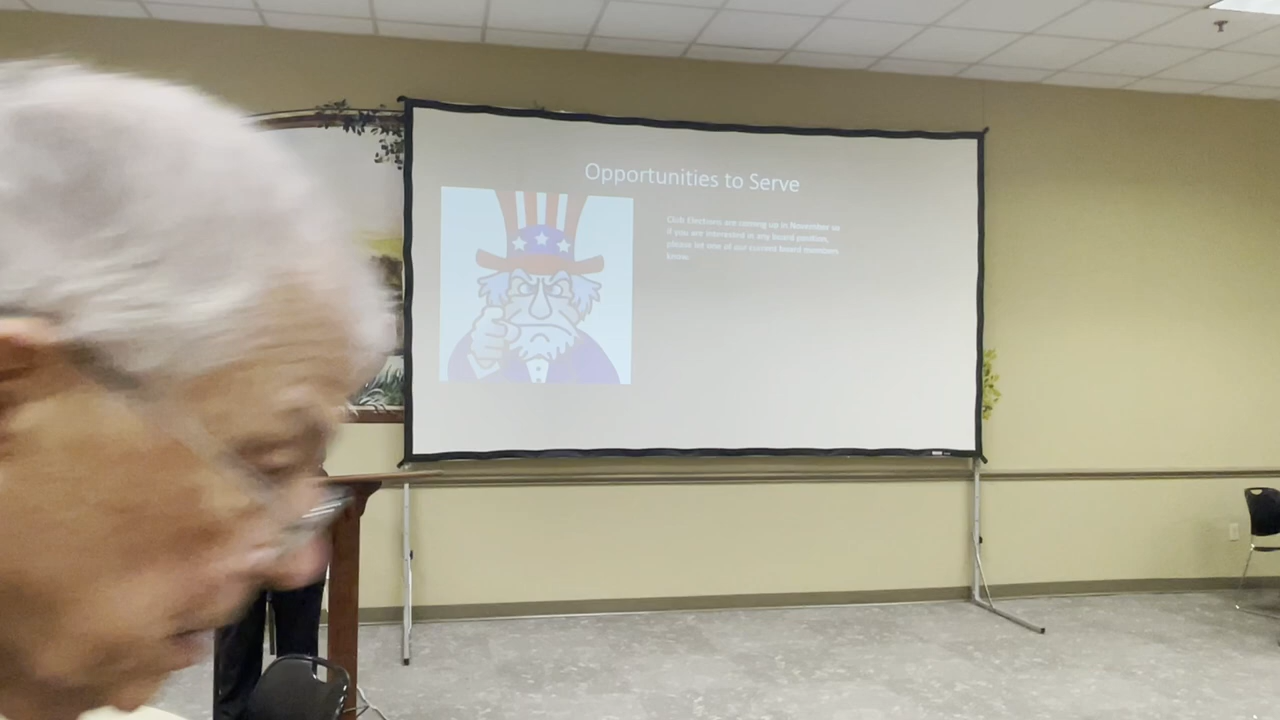 Opportunities to Serve
Club Elections are coming up in November so
if you are interested in any board position,
please let one of our current board members
know.